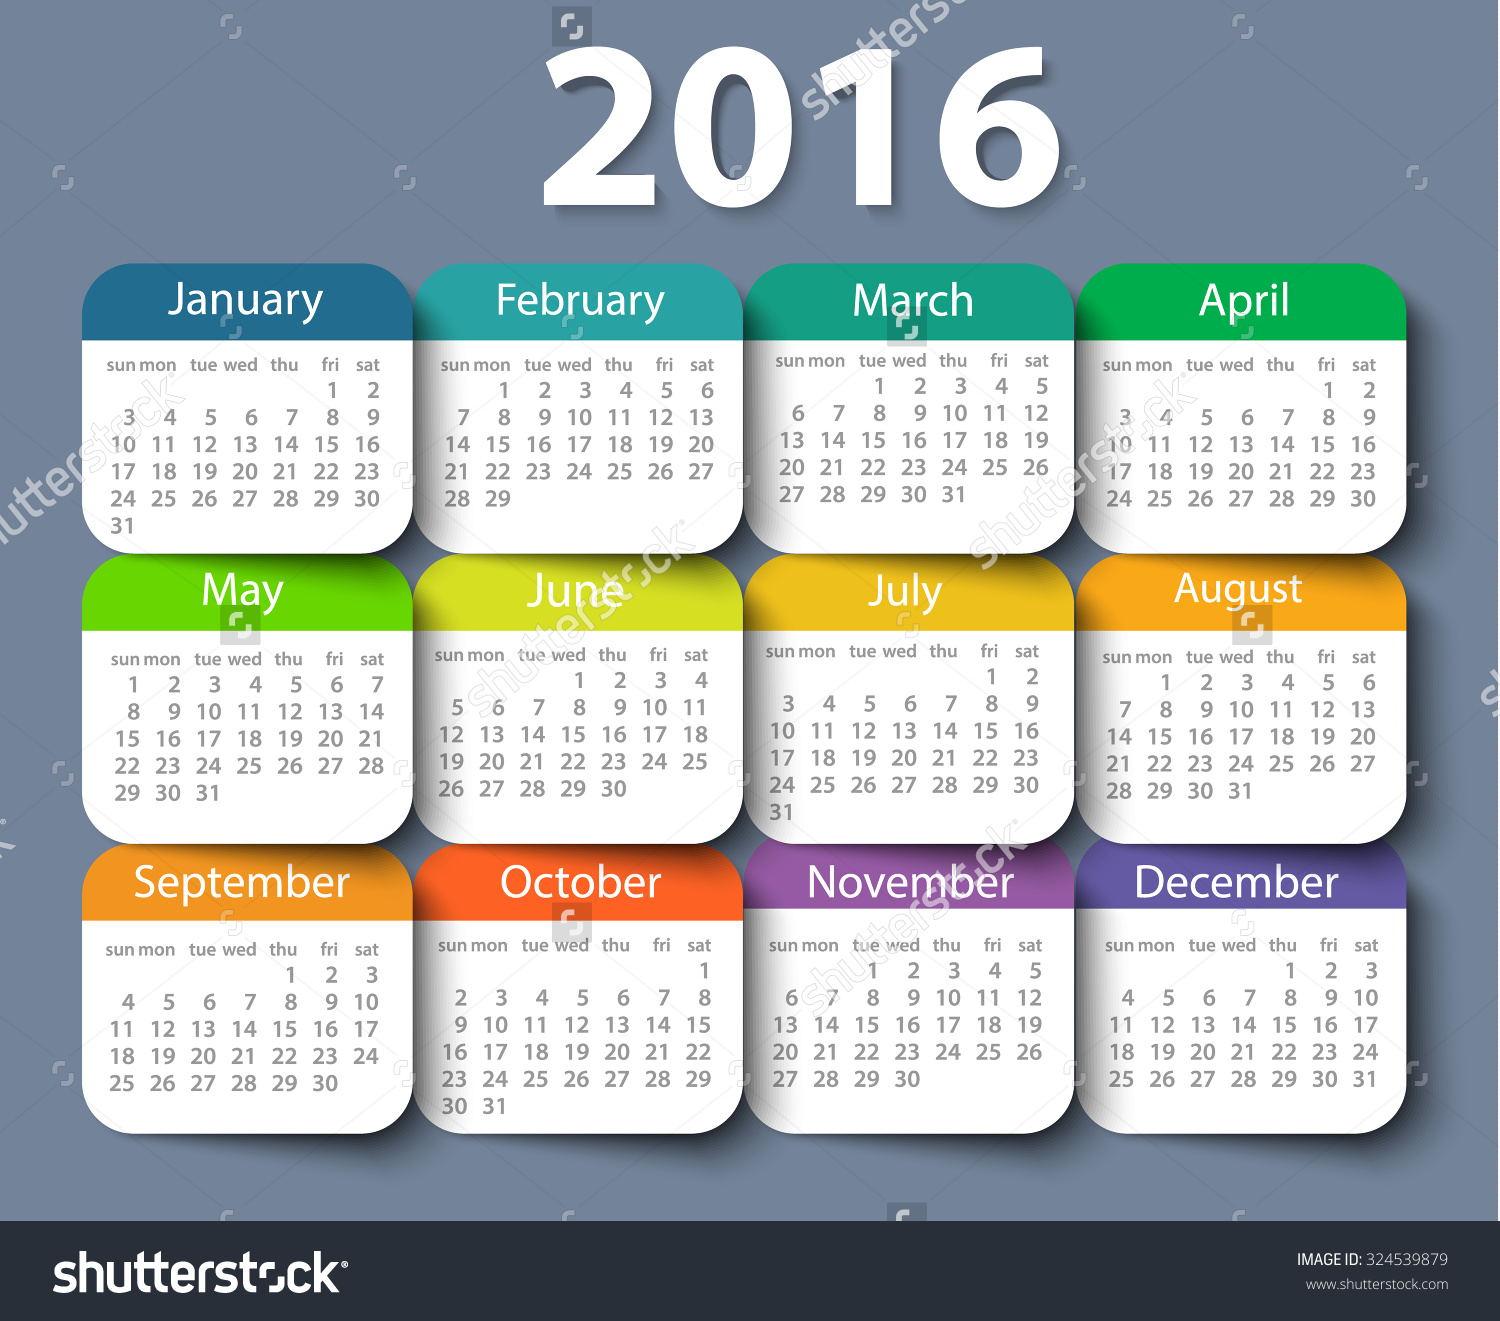 2016
January
sun mon tue wed thu fri sat
1 2
3 4 5 6 7 8 9
10 11 12 13 14 15 16
17 18 19 20 21 22 23
24 25 26 27 28 29 30
31
February
sun mon tue wed thu fri sat
1 2 3 4 5 6
7 8 9 10 11 12 13
14 15 16 17 18 19 20
21 22 23 24 25 26 27
28 29
March
sun mon tue wed thu fri sat
1 2 3 4 5
6 7 8 9 10 11 12
13 14 15 16 17 18 19
20 21 22 23 24 25 26
27 28 29 30 31
April
sun mon tue wed thu fri sat
1 2
3 4 5 6 7 8 9
10 11 12 13 14 15 16
17 18 19 20 21 22 23
24 25 26 27 28 29 30
May
sun mon tue wed thu fri sat
1 2 3 4 5 6 7
8 9 10 11 12 13 14
15 16 17 18 19 20 21
22 23 24 25 26 27 28
29 30 31
June
sun mon tue wed thu fri sat
1 2 3 4
5 6 7 8 9 10 11
12 13 14 15 16 17 18
19 20 21 22 23 24 25
26 27 28 29 30
July
sun mon tue wed thu fri sat
1 2
3 4 5 6 7 8 9
10 11 12 13 14 15 16
17 18 19 20 21 22 23
24 25 26 27 28 29 30
31
August
sun mon tue wed thu fri sat
1 2 3 4 5 6
7 8 9 10 11 12 13
14 15 16 17 18 19 20
21 22 23 24 25 26 27
28 29 30 31
September
sun mon tue wed thu fri sat
1 2 3
4 5 6 7 8 9 10
11 12 13 14 15 16 17
18 19 20 21 22 23 24
25 26 27 28 29 30
October
sun mon tue wed thu fri sat
1
2 3 4 5 6 7 8
9 10 11 12 13 14 15
16 17 18 19 20 21 22
23 24 25 26 27 28 29
30 31
November
sun mon tue wed thu fri sat
1 2 3 4 5
6 7 8 9 10 11 12
13 14 15 16 17 18 19
20 21 22 23 24 25 26
27 28 29 30
December
sun mon tue wed thu fri sat
1 2 3
4 5 6 7 8 9 10
11 12 13 14 15 16 17
18 19 20 21 22 23 24
25 26 27 28 29 30 31
shutterstock®
IMAGE ID: 324539879
www.shutterstock.com